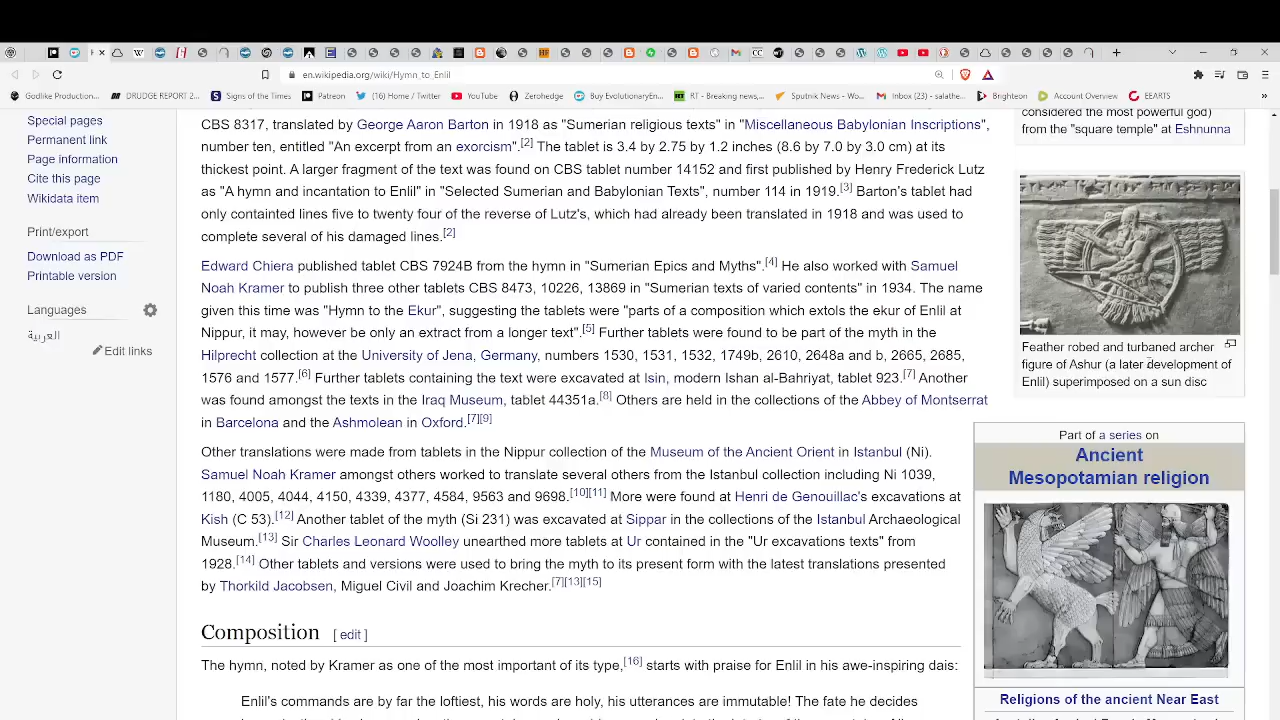 en.wikipedia.org/wiki/Hymn_to_Enlil
Godlike Production...
DRUDGE REPORT 2...
Signs of the Times
Patreon
(16) Home / Twitter
YouTube
Zerohedge
Buy EvolutionaryEn...
RT - Breaking news,...
Sputnik News - Wo...
Inbox (23) - salathe...
Brighteon
Account Overview
EEARTS
»
Special pages
Permanent link
Page information
Cite this page
Wikidata item
Print/export
Download as PDF
Printable version
Languages
العربية
Edit links
CBS 8317, translated by George Aaron Barton in 1918 as "Sumerian religious texts" in "Miscellaneous Babylonian Inscriptions",
number ten, entitled "An excerpt from an exorcism".[2] The tablet is 3.4 by 2.75 by 1.2 inches (8.6 by 7.0 by 3.0 cm) at its
thickest point. A larger fragment of the text was found on CBS tablet number 14152 and first published by Henry Frederick Lutz
as "A hymn and incantation to Enlil" in "Selected Sumerian and Babylonian Texts", number 114 in 1919.[3] Barton's tablet had
only containted lines five to twenty four of the reverse of Lutz's, which had already been translated in 1918 and was used to
complete several of his damaged lines.[2]
Edward Chiera published tablet CBS 7924B from the hymn in "Sumerian Epics and Myths".[4] He also worked with Samuel
Noah Kramer to publish three other tablets CBS 8473, 10226, 13869 in "Sumerian texts of varied contents" in 1934. The name
given this time was "Hymn to the Ekur", suggesting the tablets were "parts of a composition which extols the ekur of Enlil at
Nippur, it may, however be only an extract from a longer text".[5] Further tablets were found to be part of the myth in the
Hilprecht collection at the University of Jena, Germany, numbers 1530, 1531, 1532, 1749b, 2610, 2648a and b, 2665, 2685,
1576 and 1577.[6] Further tablets containing the text were excavated at Isin, modern Ishan al-Bahriyat, tablet 923.[7] Another
was found amongst the texts in the Iraq Museum, tablet 44351a.[8] Others are held in the collections of the Abbey of Montserrat
in Barcelona and the Ashmolean in Oxford.[7][9]
Other translations were made from tablets in the Nippur collection of the Museum of the Ancient Orient in Istanbul (Ni).
Samuel Noah Kramer amongst others worked to translate several others from the Istanbul collection including Ni 1039,
1180, 4005, 4044, 4150, 4339, 4377, 4584, 9563 and 9698.[10][11] More were found at Henri de Genouillac's excavations at
Kish (C 53).[12] Another tablet of the myth (Si 231) was excavated at Sippar in the collections of the Istanbul Archaeological
Museum.[13] Sir Charles Leonard Woolley unearthed more tablets at Ur contained in the "Ur excavations texts" from
1928.[14] Other tablets and versions were used to bring the myth to its present form with the latest translations presented
by Thorkild Jacobsen, Miguel Civil and Joachim Krecher.[7][13][15]
Composition [ edit ]
The hymn, noted by Kramer as one of the most important of its type,[16] starts with praise for Enlil in his awe-inspiring dais:
Enlil's commands are by far the loftiest, his words are holy, his utterances are immutable! The fate he decides
considered the most powerful god)
from the "square temple" at Eshnunna
Feather robed and turbaned archer
figure of Ashur (a later development of
Enlil) superimposed on a sun disc
Part of a series on
Ancient
Mesopotamian religion
Religions of the ancient Near East